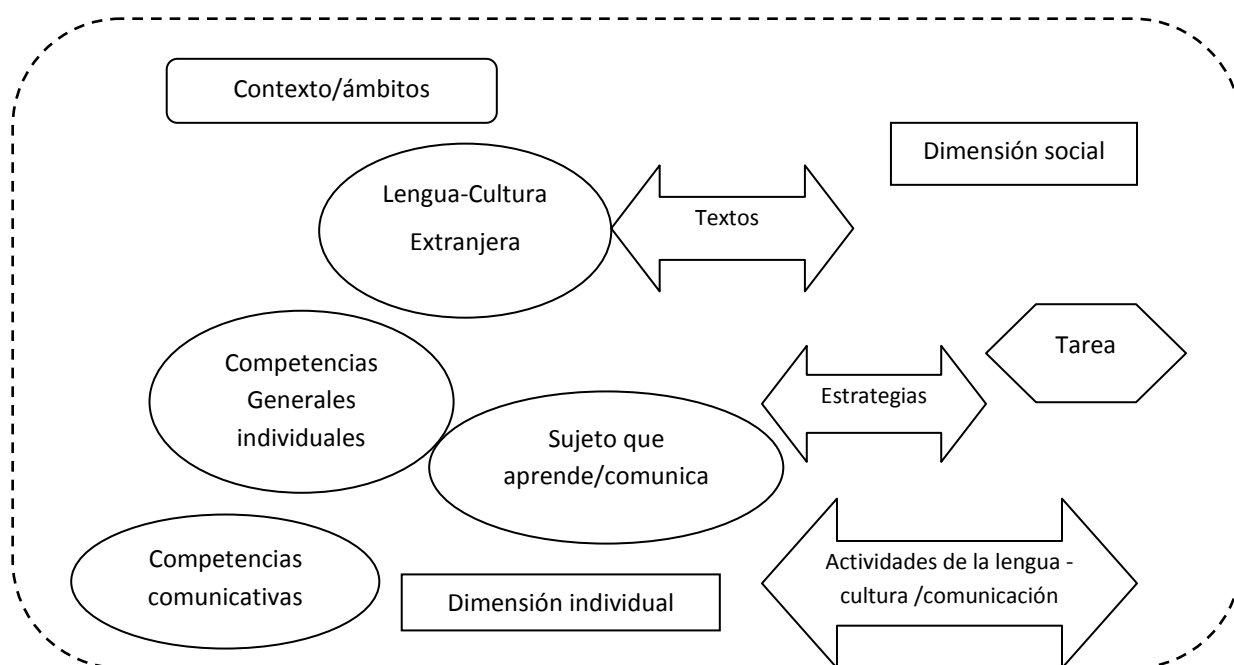 Contexto/ámbitos
Dimensión social
Lengua-Cultura
Extranjera
Textos
Competencias
Generales
individuales
Tarea
Estrategias
Sujeto que
aprende/comunica
Competencias
comunicativas
Dimensión individual
Actividades de la lengua -
cultura /comunicación